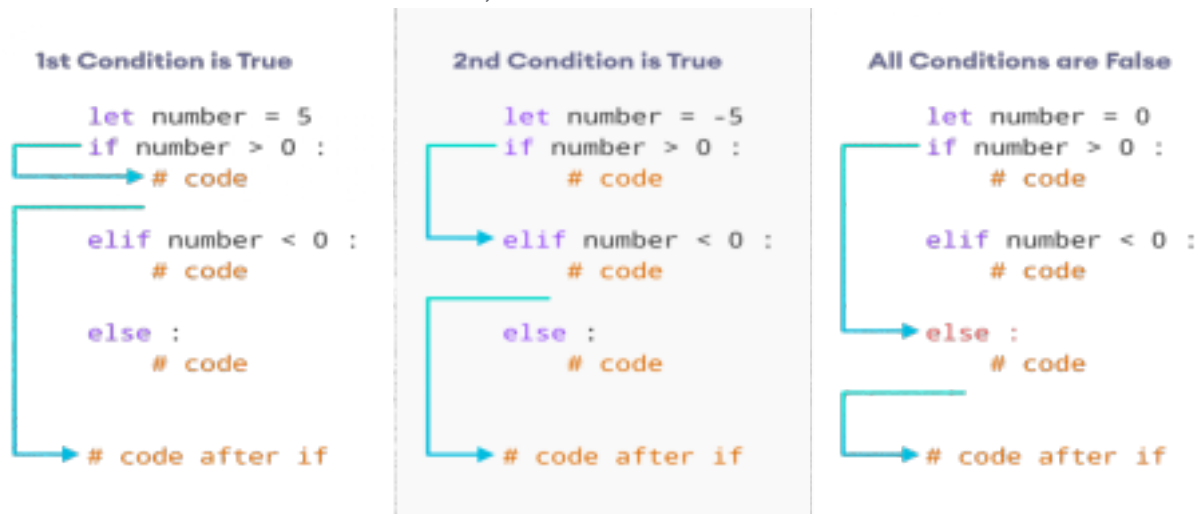 1st Condition is True
let number = 5
if number > 0 :
# code
elif number < 0 :
# code
else :
# code
# code after if
2nd Condition is True
let number = -5
if number > 0 :
# code
elif number < 0 :
# code
else :
# code
# code after if
All Conditions are False
let number = 0
if number > 0 :
# code
elif number < 0 :
# code
else :
# code
# code after if